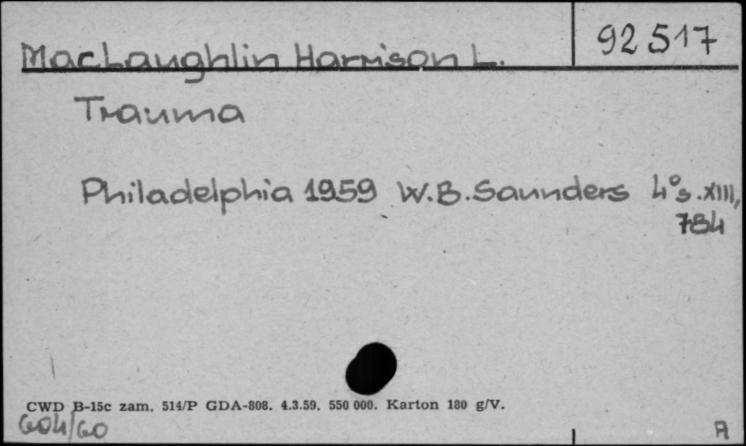 MacLaughlin Harrison L.
92517
Trauma
Philadelphia 1959 W.B. Saunders 4° s. XIII,
784
CWD B-15c zam. 514/P GDA-808. 4.3.59. 550 000. Karton 180 g/V.
604/60
A